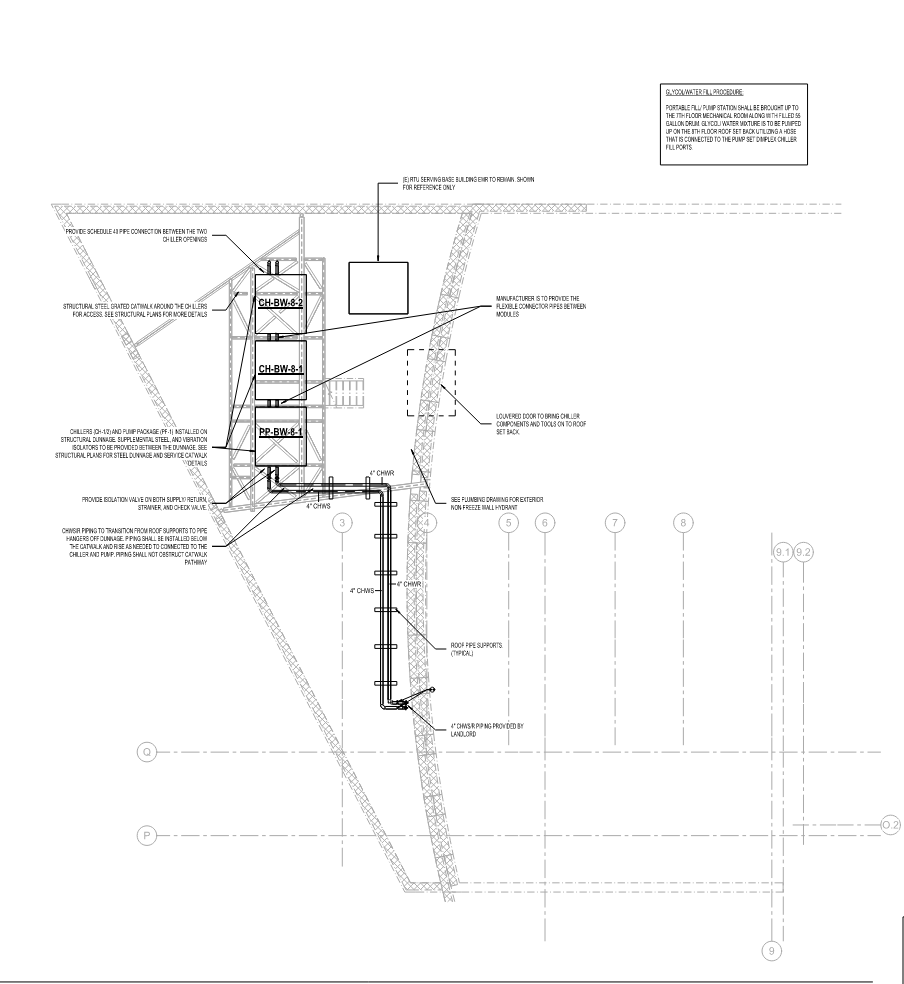 GLYCOL/WATER FILL PROCEDURE:
PORTABLE FILL/ PUMP STATION SHALL BE BROUGHT UP TO
THE 7TH FLOOR MECHANICAL ROOM ALONG WITH FILLED 55
GALLON DRUM. GLYCOL/ WATER MIXTURE IS TO BE PUMPED
UP ON THE 8TH FLOOR ROOF SET BACK UTILIZING A HOSE
THAT IS CONNECTED TO THE PUMP SET DIMPLEX CHILLER
FILL PORTS.
(E) RTU SERVING BASE BUILDING EMR TO REMAIN. SHOWN
FOR REFERENCE ONLY
PROVIDE SCHEDULE 40 PIPE CONNECTION BETWEEN THE TWO
CHILLER OPENINGS
STRUCTURAL STEEL GRATED CATWALK AROUND THE CHILLERS
FOR ACCESS. SEE STRUCTURAL PLANS FOR MORE DETAILS
CH-BW-8-2
MANUFACTURER IS TO PROVIDE THE
FLEXIBLE CONNECTOR PIPES BETWEEN
MODULES
CH-BW-8-1
LOUVERED DOOR TO BRING CHILLER
COMPONENTS AND TOOLS ON TO ROOF
SET BACK.
PP-BW-8-1
CHILLERS (CH-1/2) AND PUMP PACKAGE (PF-1) INSTALLED ON
STRUCTURAL DUNNAGE. SUPPLEMENTAL STEEL, AND VIBRATION
ISOLATORS TO BE PROVIDED BETWEEN THE DUNNAGE. SEE
STRUCTURAL PLANS FOR STEEL DUNNAGE AND SERVICE CATWALK
DETAILS
4" CHWR
PROVIDE ISOLATION VALVE ON BOTH SUPPLY/ RETURN,
STRAINER, AND CHECK VALVE.
4" CHWS
SEE PLUMBING DRAWING FOR EXTERIOR
NON-FREEZE WALL HYDRANT
CHWS/R PIPING TO TRANSITION FROM ROOF SUPPORTS TO PIPE
HANGERS OFF DUNNAGE. PIPING SHALL BE INSTALLED BELOW
THE CATWALK AND RISE AS NEEDED TO CONNECTED TO THE
CHILLER AND PUMP. PIPING SHALL NOT OBSTRUCT CATWALK
PATHWAY
3
4
5
6
7
8
9.1
9.2
4" CHWR
4" CHWS
ROOF PIPE SUPPORTS
(TYPICAL)
4" CHWS/R PIPING PROVIDED BY
LANDLORD
Q
P
O.2
9